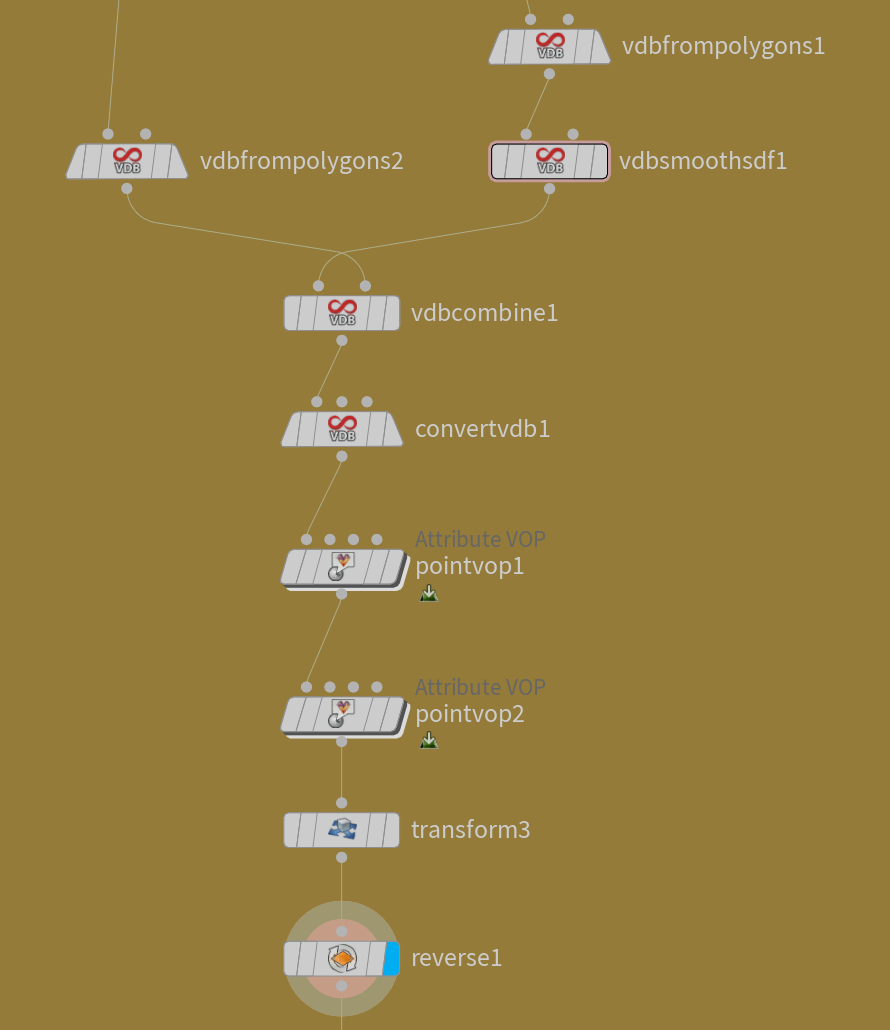 vdbfrompolygons1
VDB
vdbfrompolygons2
VDB
vdbsmoothsdf1
VDB
vdbcombine1
VDB
convertvdb1
VDB
Attribute VOP
pointvop1
Attribute VOP
pointvop2
transform3
reverse1